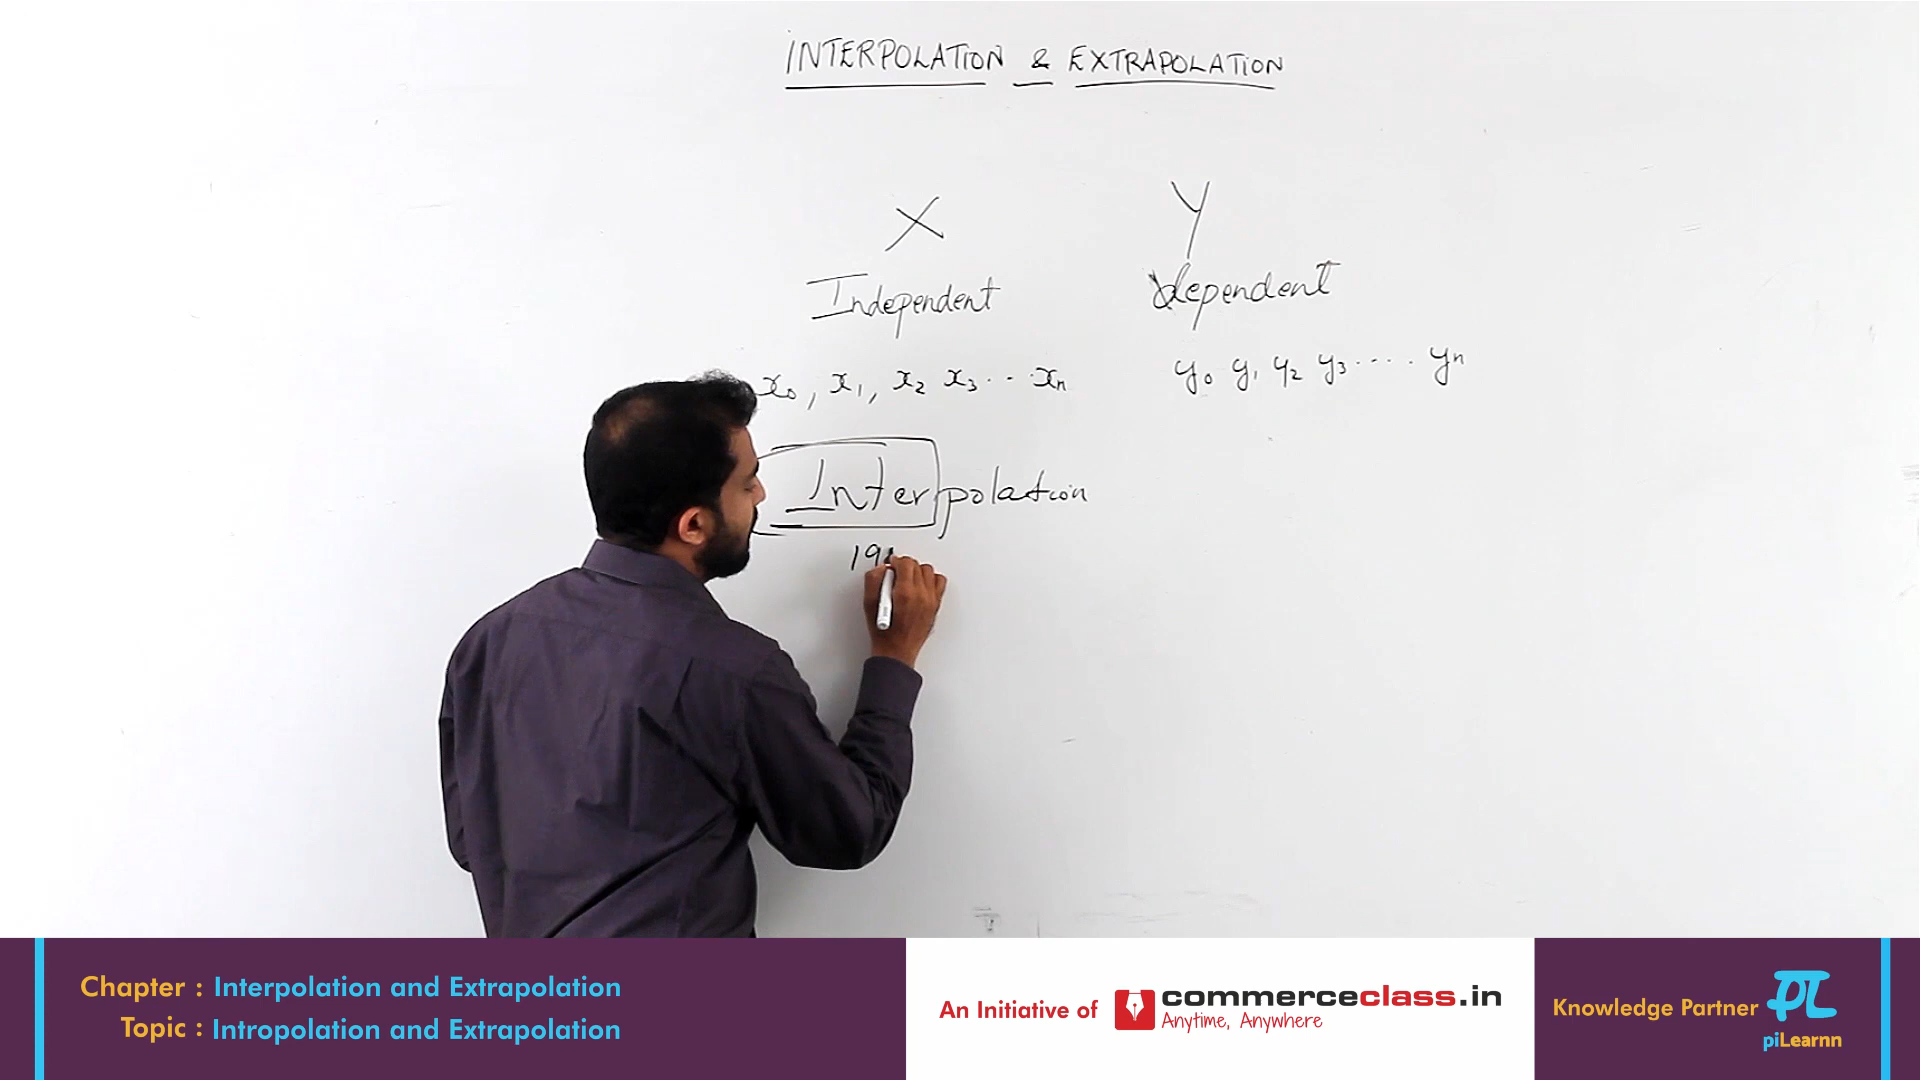 INTERPOLATION & EXTRAPOLATION
X Y
Independent dependent
x₀, x₁, x₂ x₃ ... xₙ y₀ y₁ y₂ y₃ .... yₙ
Interpolation
19
Chapter : Interpolation and Extrapolation
Topic : Intropolation and Extrapolation
An Initiative of commerceclass.in
Anytime, Anywhere
Knowledge Partner
piLearnn